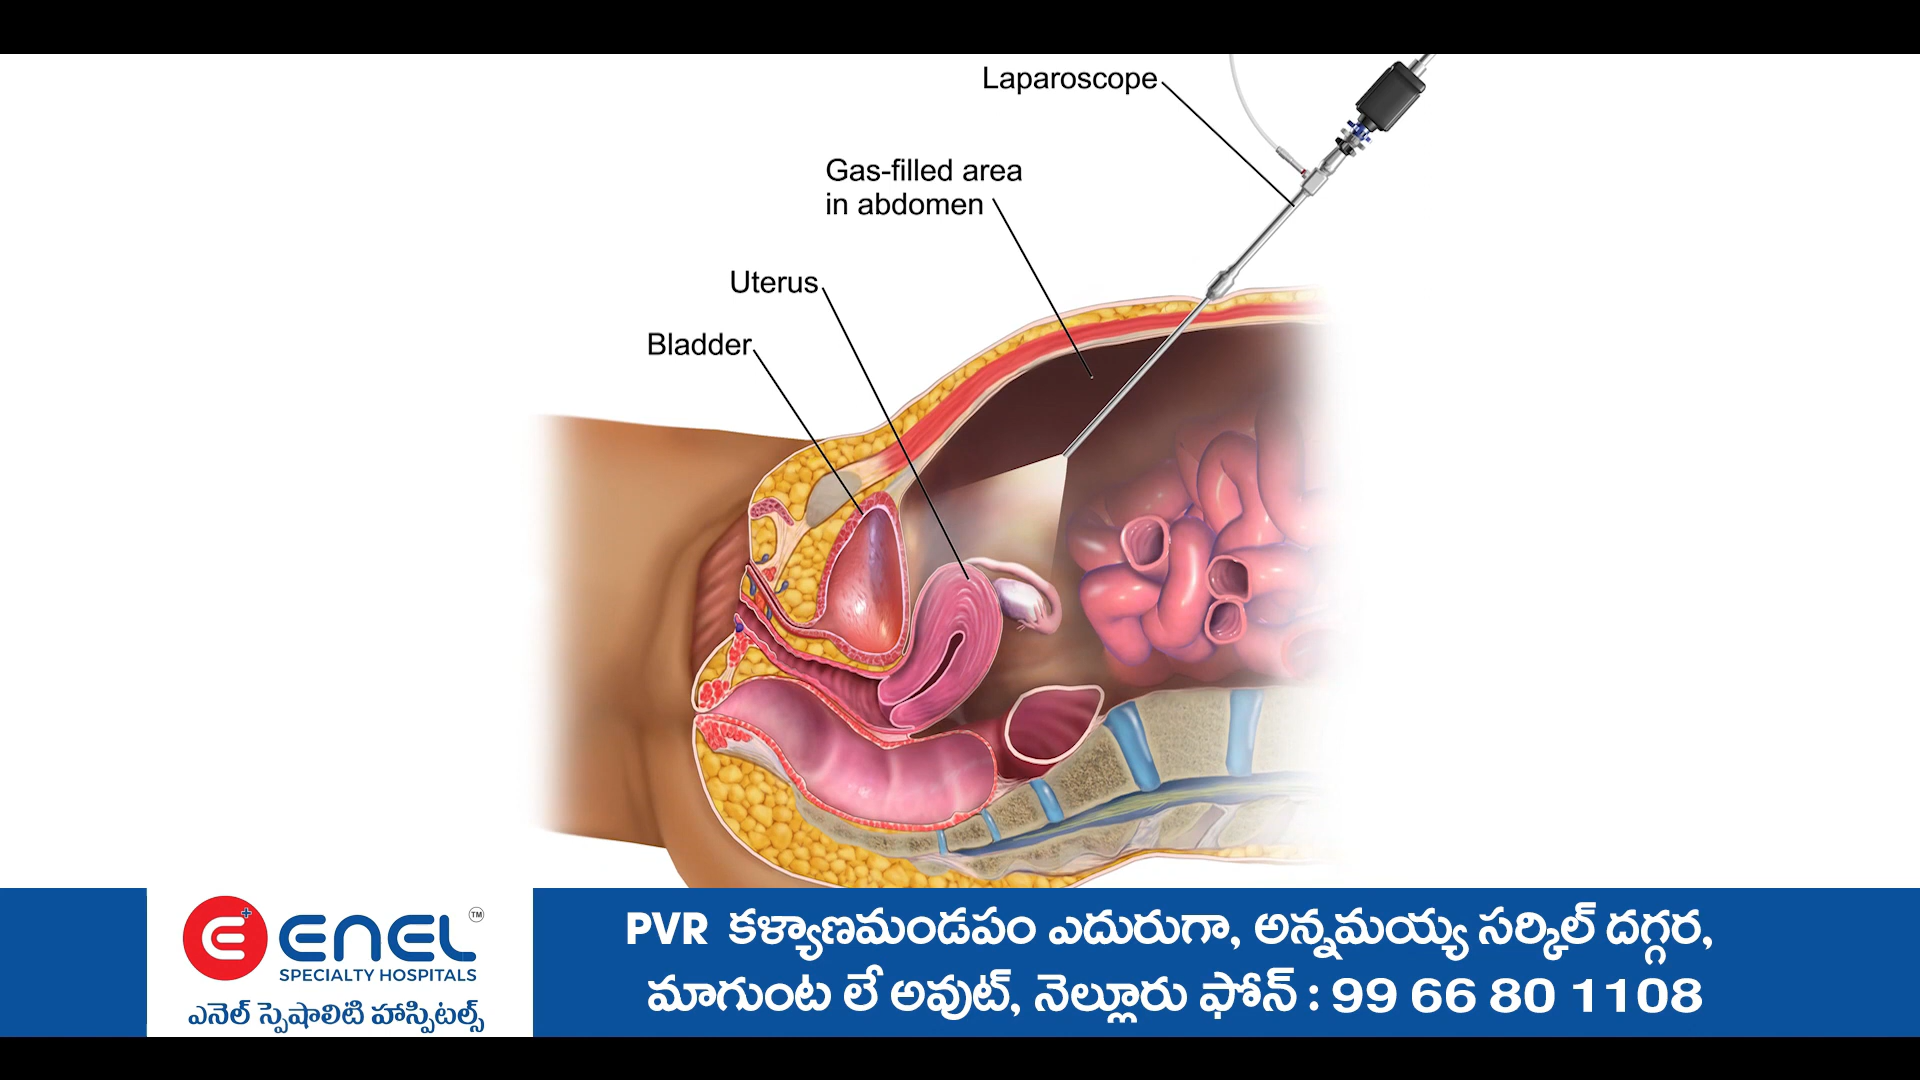 Laparoscope
Gas-filled area
in abdomen
Uterus
Bladder
ENEL TM
SPECIALTY HOSPITALS
ఎనెల్ స్పెషాలిటి హాస్పిటల్స్
PVR కళ్యాణమండపం ఎదురుగా, అన్నమయ్య సర్కిల్ దగ్గర,
మాగుంట లే అవుట్, నెల్లూరు ఫోన్ : 99 66 80 1108